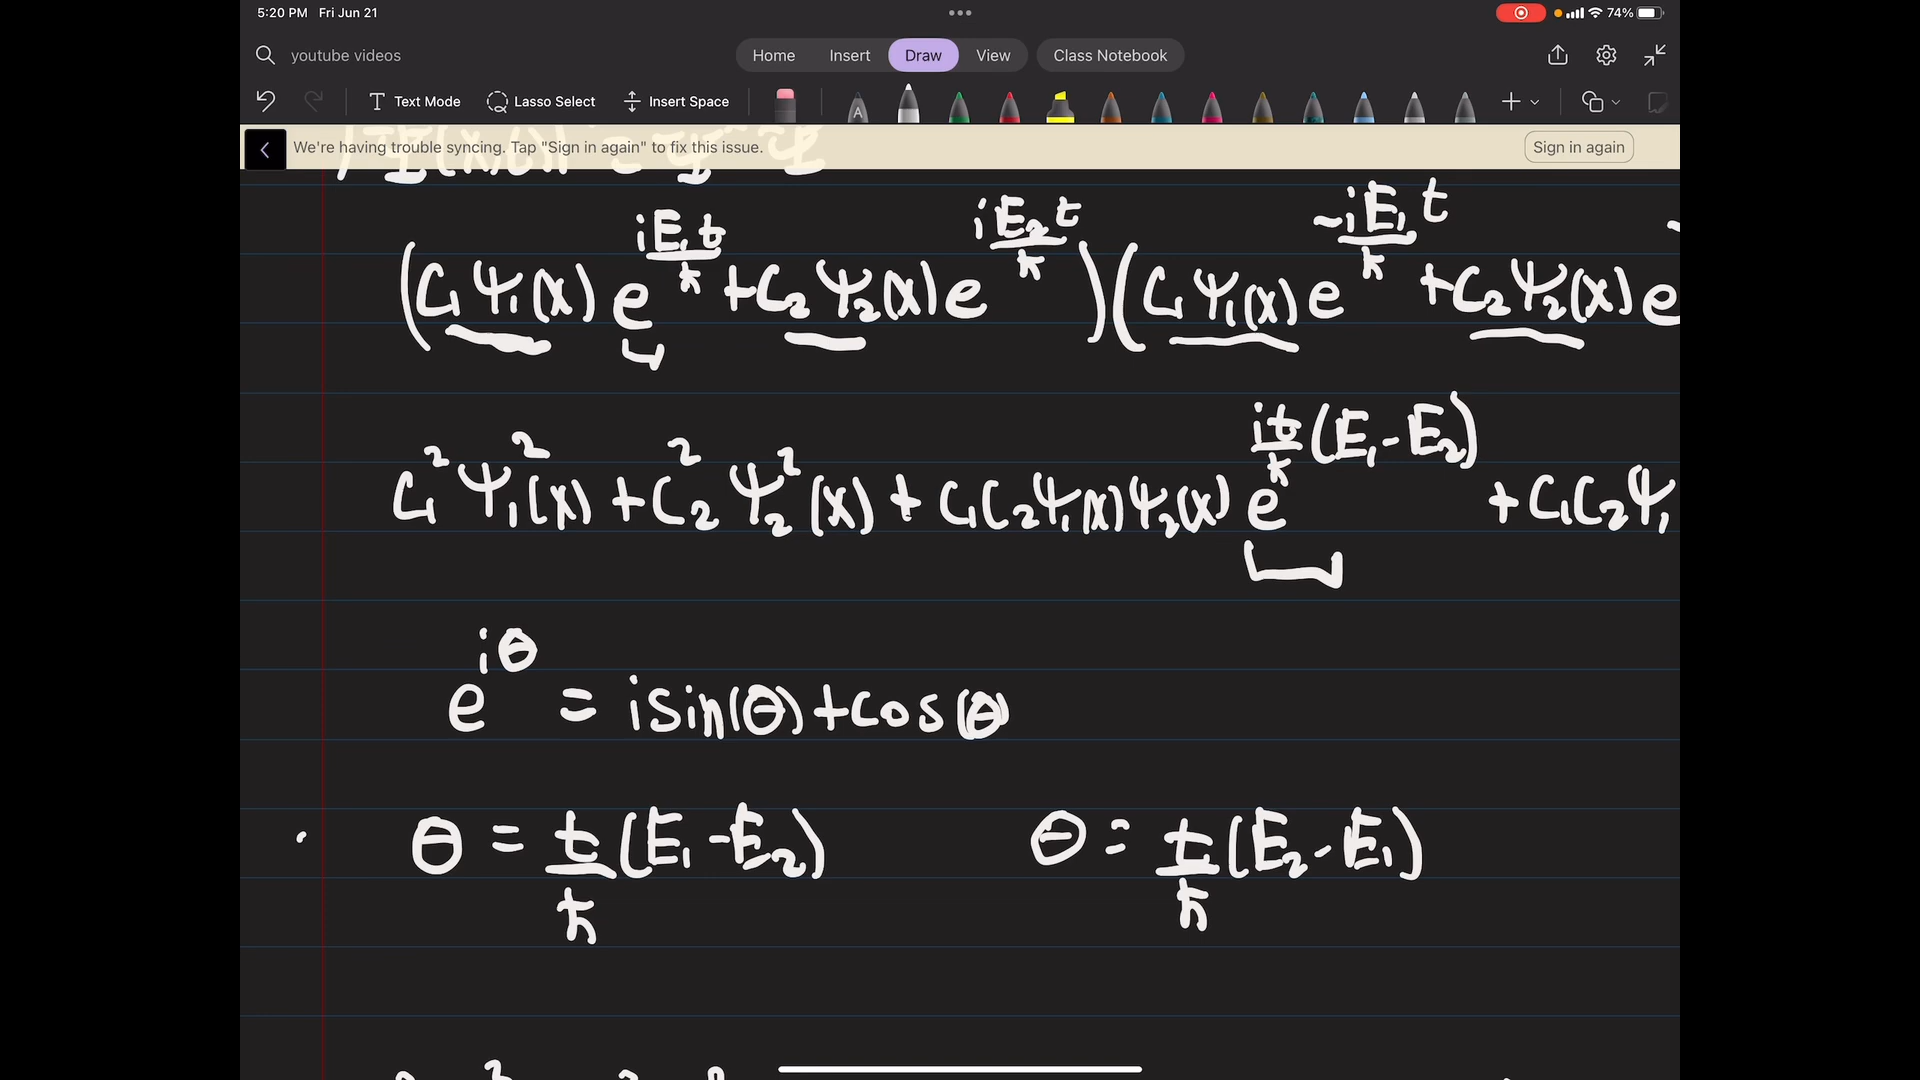 5:20 PM Fri Jun 21
74%
youtube videos
Home Insert Draw View Class Notebook
Text Mode Lasso Select Insert Space
A
|Ψ(x,t)|² = Ψ*Ψ
We're having trouble syncing. Tap "Sign in again" to fix this issue. Sign in again
(C₁Ψ₁(x)e^(iE₁t/ħ) + C₂Ψ₂(x)e^(iE₂t/ħ))(C₁Ψ₁(x)e^(-iE₁t/ħ) + C₂Ψ₂(x)e
C₁²Ψ₁²(x) + C₂²Ψ₂²(x) + C₁C₂Ψ₁(x)Ψ₂(x)e^(it/ħ(E₁-E₂)) + C₁C₂Ψ₁
e^(iθ) = isin(θ)+cos(θ)
θ = t/ħ(E₁-E₂) θ = t/ħ(E₂-E₁)